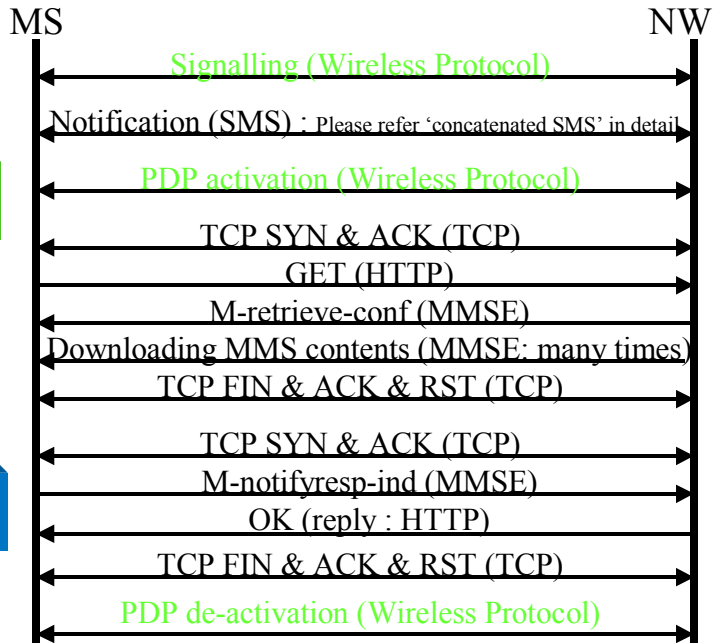 MS NW
Signalling (Wireless Protocol)
Notification (SMS) : Please refer ‘concatenated SMS’ in detail
PDP activation (Wireless Protocol)
TCP SYN & ACK (TCP)
GET (HTTP)
M-retrieve-conf (MMSE)
Downloading MMS contents (MMSE: many times)
TCP FIN & ACK & RST (TCP)
TCP SYN & ACK (TCP)
M-notifyresp-ind (MMSE)
OK (reply : HTTP)
TCP FIN & ACK & RST (TCP)
PDP de-activation (Wireless Protocol)